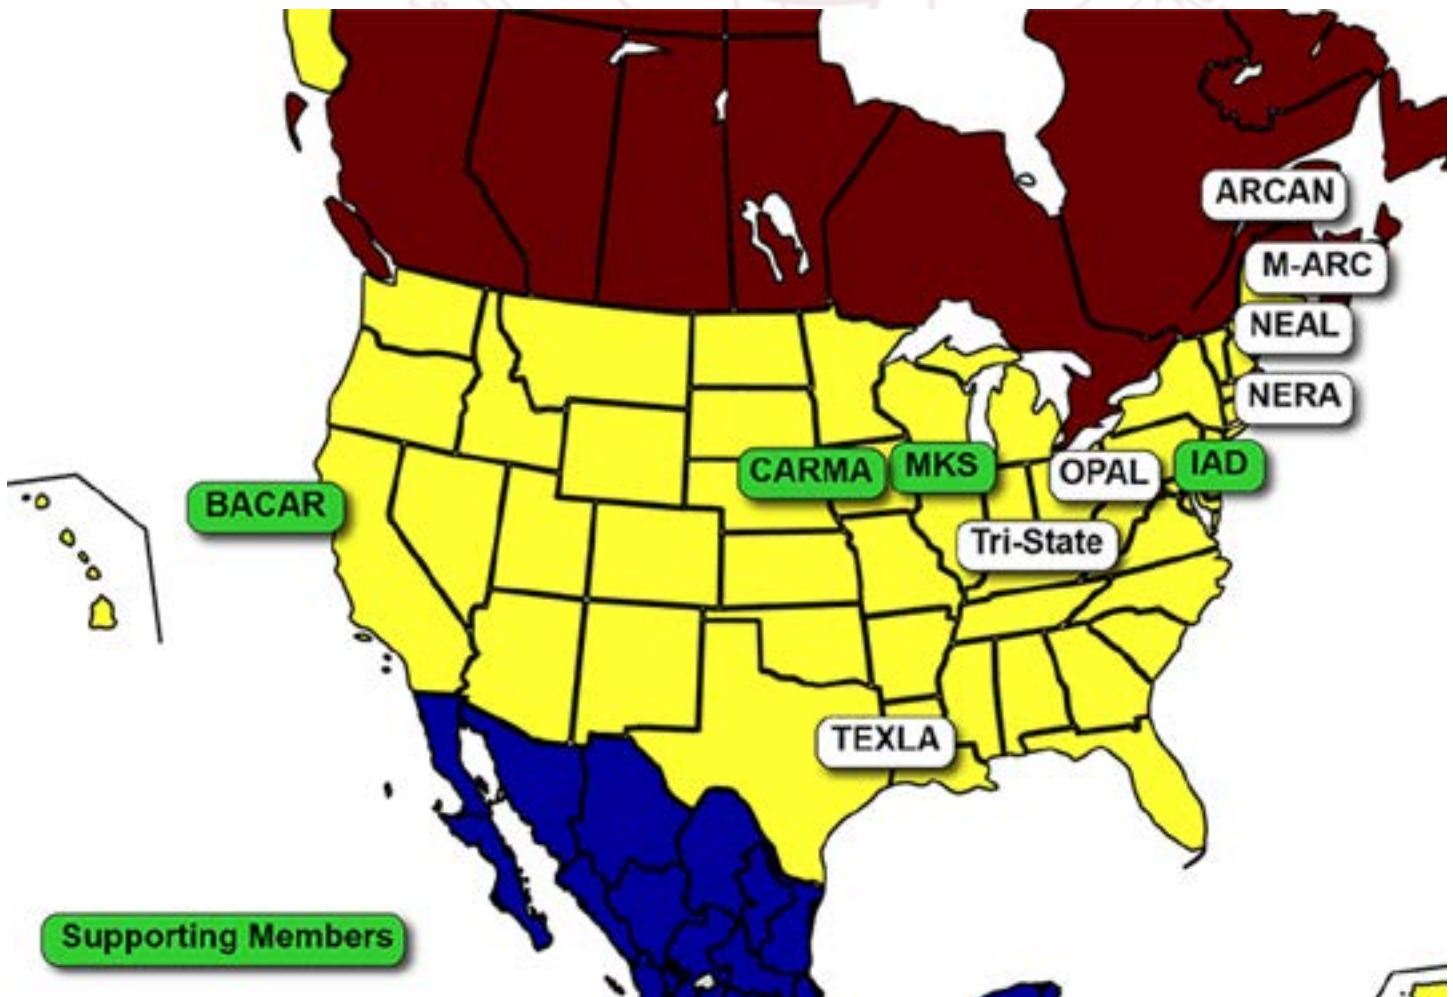 ARCAN
M-ARC
NEAL
NERA
CARMA
MKS
OPAL
IAD
BACAR
Tri-State
TEXLA
Supporting Members